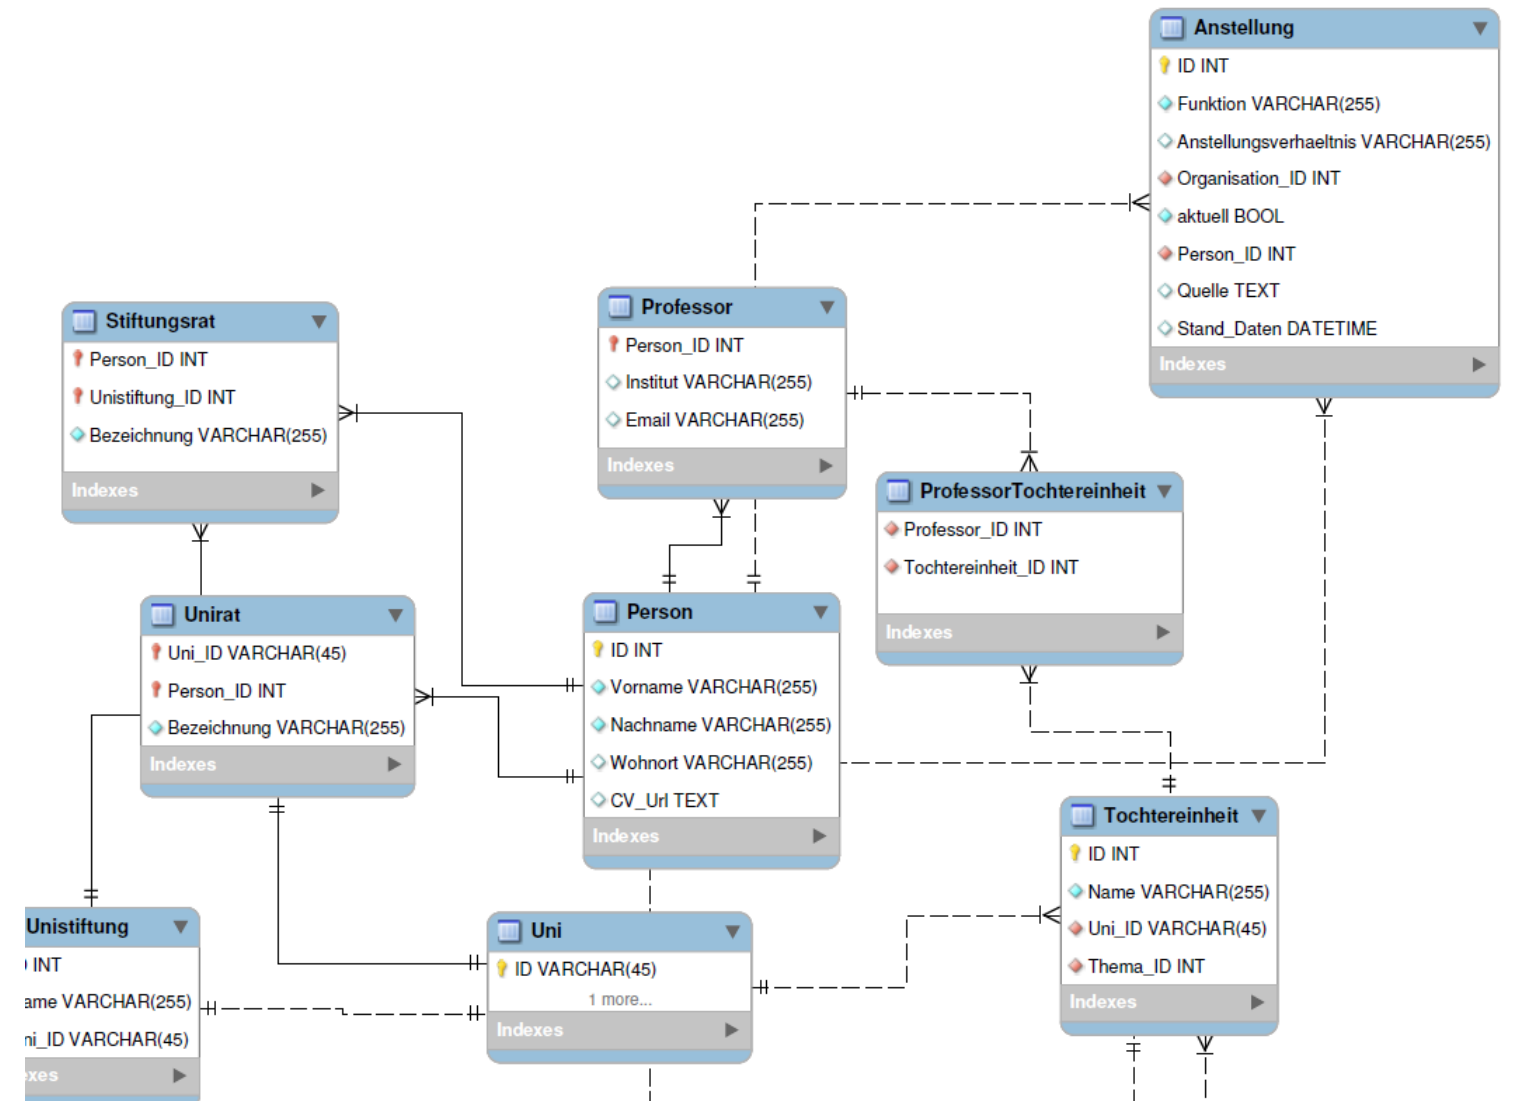 Anstellung
ID INT
Funktion VARCHAR(255)
Anstellungsverhaeltnis VARCHAR(255)
Organisation_ID INT
aktuell BOOL
Person_ID INT
Quelle TEXT
Stand_Daten DATETIME
Indexes
Stiftungsrat
Person_ID INT
Unistiftung_ID INT
Bezeichnung VARCHAR(255)
Indexes
Professor
Person_ID INT
Institut VARCHAR(255)
Email VARCHAR(255)
Indexes
ProfessorTochtereinheit
Professor_ID INT
Tochtereinheit_ID INT
Indexes
Unirat
Uni_ID VARCHAR(45)
Person_ID INT
Bezeichnung VARCHAR(255)
Indexes
Person
ID INT
Vorname VARCHAR(255)
Nachname VARCHAR(255)
Wohnort VARCHAR(255)
CV_Url TEXT
Indexes
Tochtereinheit
ID INT
Name VARCHAR(255)
Uni_ID VARCHAR(45)
Thema_ID INT
Indexes
Unistiftung
INT
ame VARCHAR(255)
ni_ID VARCHAR(45)
exes
Uni
ID VARCHAR(45)
1 more...
Indexes